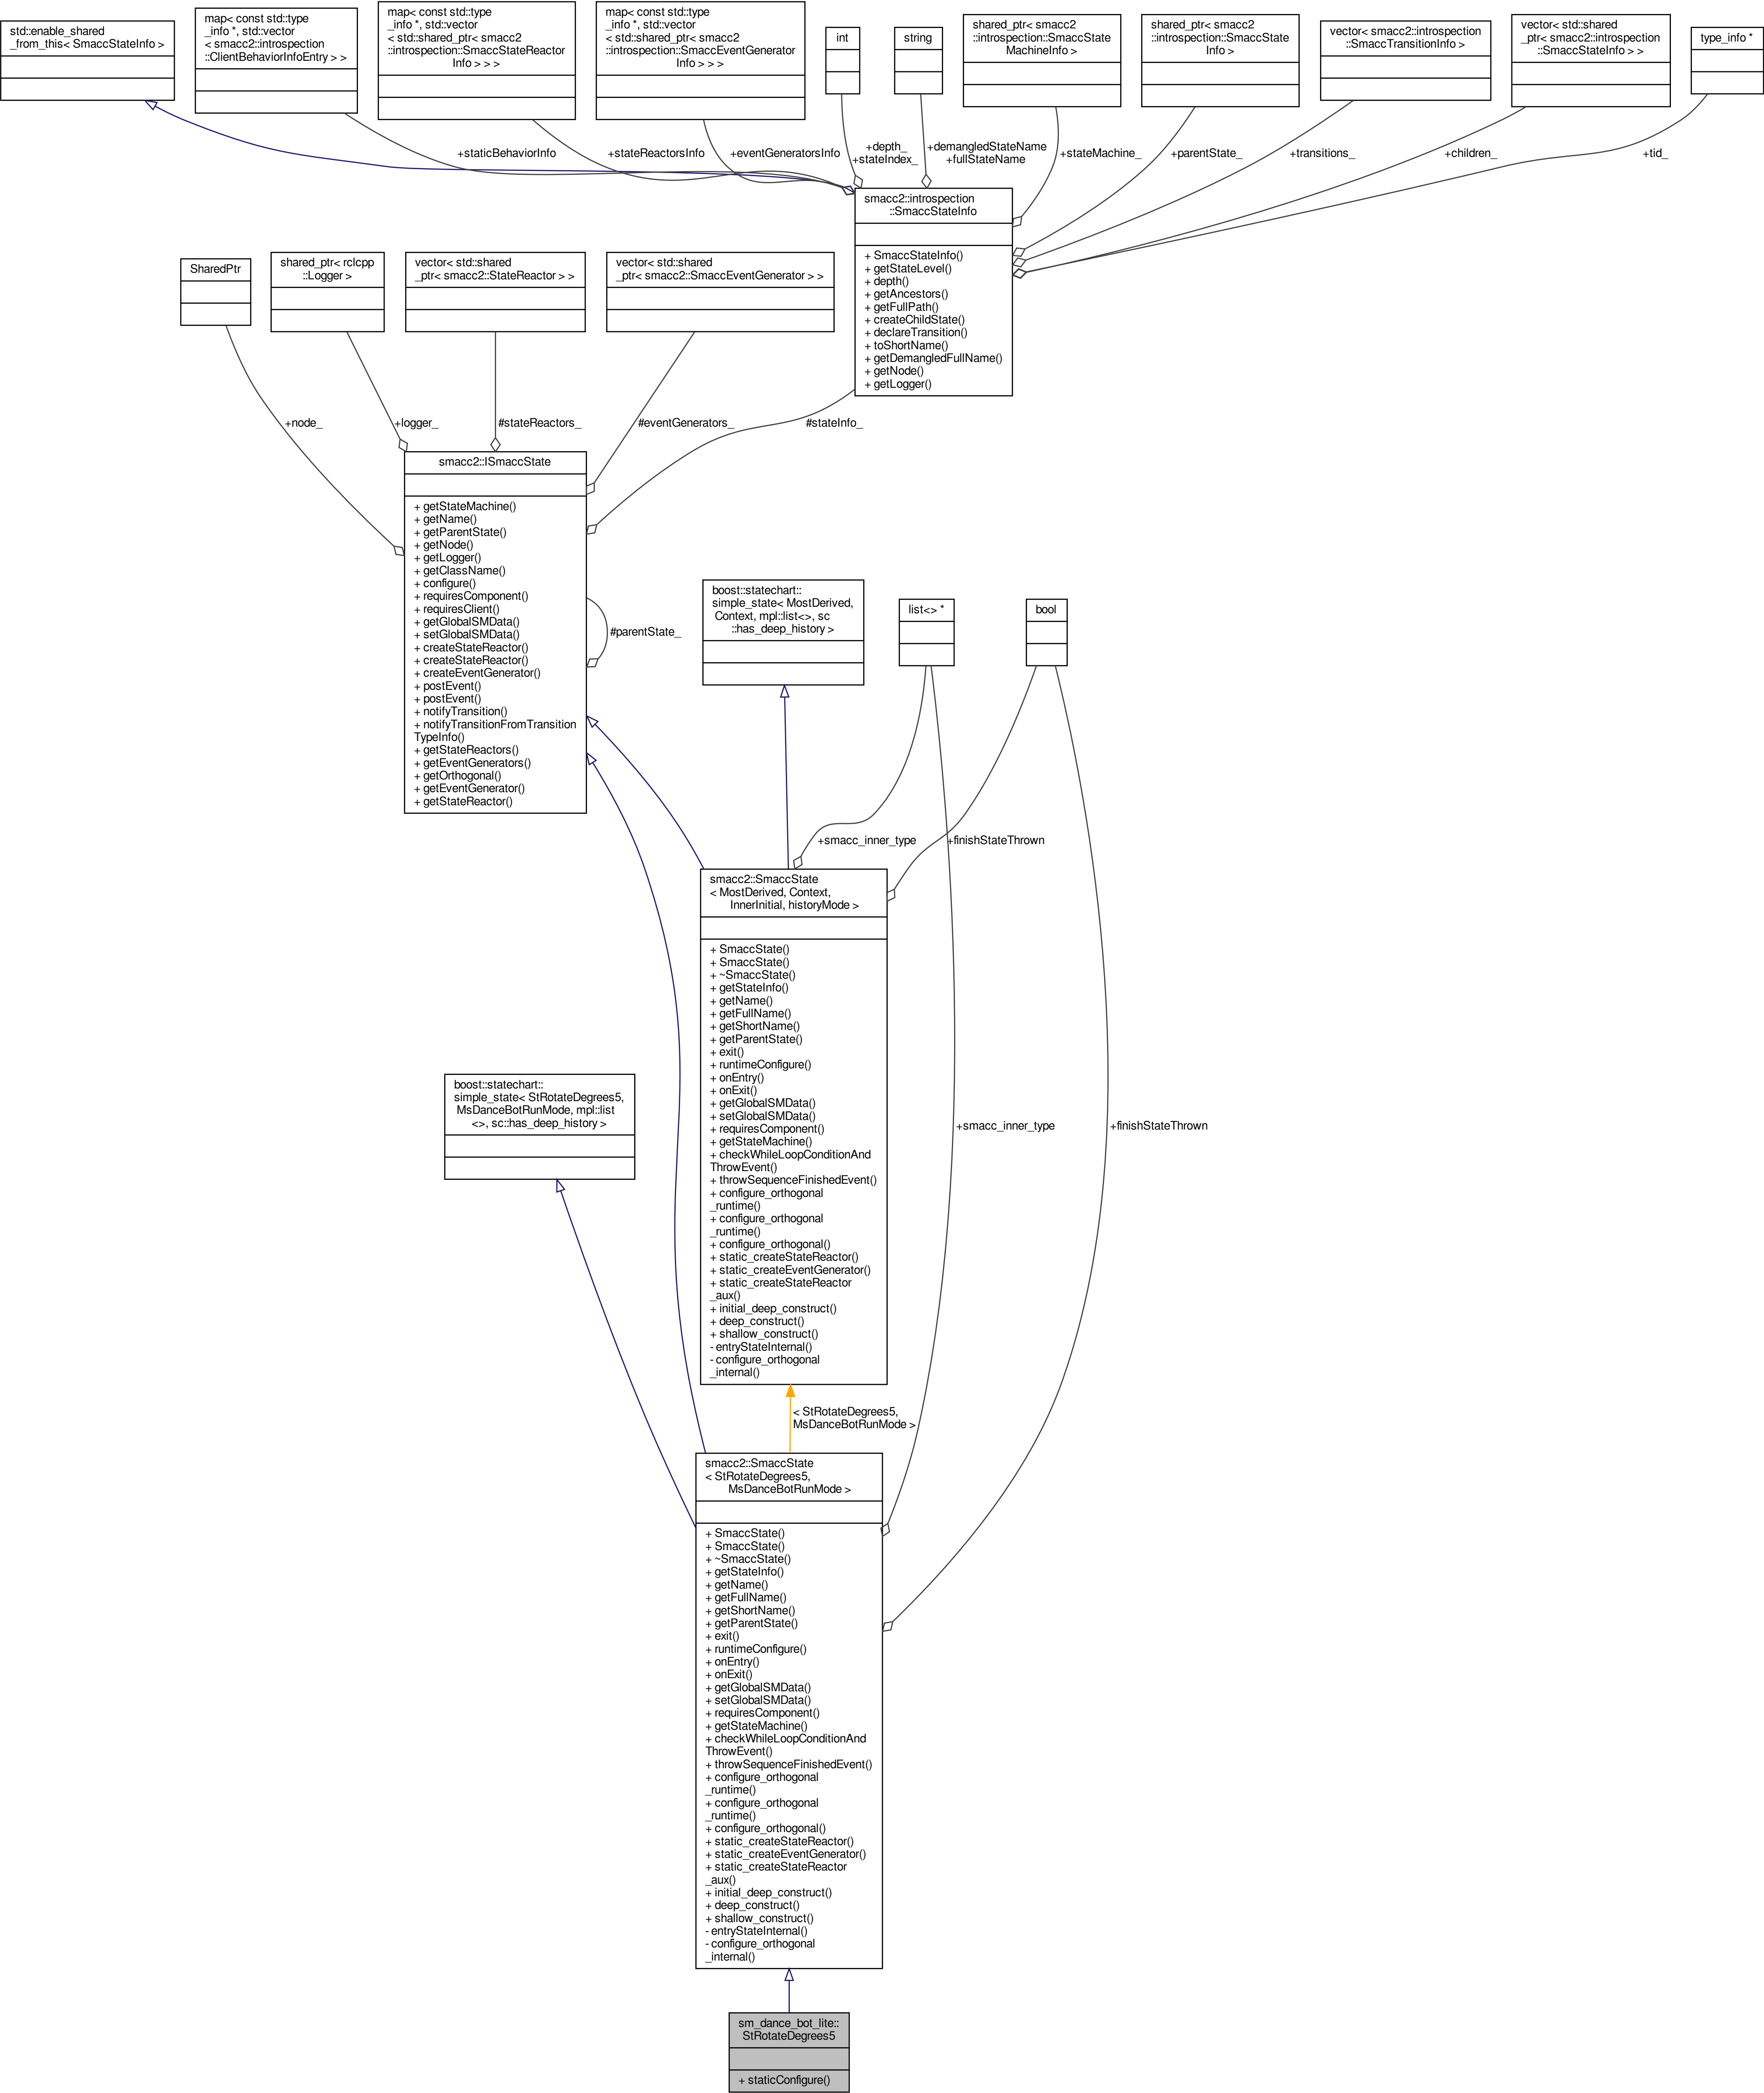 std::enable_shared
_from_this< SmaccStateInfo >
map< const std::type
_info *, std::vector
< smacc2::introspection
::ClientBehaviorInfoEntry > >
map< const std::type
_info *, std::vector
< std::shared_ptr< smacc2
::introspection::SmaccStateReactor
Info > > >
map< const std::type
_info *, std::vector
< std::shared_ptr< smacc2
::introspection::SmaccEventGenerator
Info > > >
int
string
shared_ptr< smacc2
::introspection::SmaccState
MachineInfo >
shared_ptr< smacc2
::introspection::SmaccState
Info >
vector< smacc2::introspection
::SmaccTransitionInfo >
vector< std::shared
_ptr< smacc2::introspection
::SmaccStateInfo > >
type_info *
+staticBehaviorInfo
+stateReactorsInfo
+eventGeneratorsInfo
+depth_
+stateIndex_
+demangledStateName
+fullStateName
+stateMachine_
+parentState_
+transitions_
+children_
+tid_
smacc2::introspection
::SmaccStateInfo
+ SmaccStateInfo()
+ getStateLevel()
+ depth()
+ getAncestors()
+ getFullPath()
+ createChildState()
+ declareTransition()
+ toShortName()
+ getDemangledFullName()
+ getNode()
+ getLogger()
SharedPtr
shared_ptr< rclcpp
::Logger >
vector< std::shared
_ptr< smacc2::StateReactor > >
vector< std::shared
_ptr< smacc2::SmaccEventGenerator > >
+node_
+logger_
#stateReactors_
#eventGenerators_
#stateInfo_
smacc2::ISmaccState
+ getStateMachine()
+ getName()
+ getParentState()
+ getNode()
+ getLogger()
+ getClassName()
+ configure()
+ requiresComponent()
+ requiresClient()
+ getGlobalSMData()
+ setGlobalSMData()
+ createStateReactor()
+ createStateReactor()
+ createEventGenerator()
+ postEvent()
+ postEvent()
+ notifyTransition()
+ notifyTransitionFromTransition
TypeInfo()
+ getStateReactors()
+ getEventGenerators()
+ getOrthogonal()
+ getEventGenerator()
+ getStateReactor()
#parentState_
boost::statechart::
simple_state< MostDerived,
Context, mpl::list<>, sc
::has_deep_history >
list<> *
bool
+smacc_inner_type
+finishStateThrown
smacc2::SmaccState
< MostDerived, Context,
InnerInitial, historyMode >
+ SmaccState()
+ SmaccState()
+ ~SmaccState()
+ getStateInfo()
+ getName()
+ getFullName()
+ getShortName()
+ getParentState()
+ exit()
+ runtimeConfigure()
+ onEntry()
+ onExit()
+ getGlobalSMData()
+ setGlobalSMData()
+ requiresComponent()
+ getStateMachine()
+ checkWhileLoopConditionAnd
ThrowEvent()
+ throwSequenceFinishedEvent()
+ configure_orthogonal
_runtime()
+ configure_orthogonal
_runtime()
+ configure_orthogonal()
+ static_createStateReactor()
+ static_createEventGenerator()
+ static_createStateReactor
_aux()
+ initial_deep_construct()
+ deep_construct()
+ shallow_construct()
- entryStateInternal()
- configure_orthogonal
_internal()
boost::statechart::
simple_state< StRotateDegrees5,
MsDanceBotRunMode, mpl::list
<>, sc::has_deep_history >
+smacc_inner_type
+finishStateThrown
< StRotateDegrees5,
MsDanceBotRunMode >
smacc2::SmaccState
< StRotateDegrees5,
MsDanceBotRunMode >
+ SmaccState()
+ SmaccState()
+ ~SmaccState()
+ getStateInfo()
+ getName()
+ getFullName()
+ getShortName()
+ getParentState()
+ exit()
+ runtimeConfigure()
+ onEntry()
+ onExit()
+ getGlobalSMData()
+ setGlobalSMData()
+ requiresComponent()
+ getStateMachine()
+ checkWhileLoopConditionAnd
ThrowEvent()
+ throwSequenceFinishedEvent()
+ configure_orthogonal
_runtime()
+ configure_orthogonal
_runtime()
+ configure_orthogonal()
+ static_createStateReactor()
+ static_createEventGenerator()
+ static_createStateReactor
_aux()
+ initial_deep_construct()
+ deep_construct()
+ shallow_construct()
- entryStateInternal()
- configure_orthogonal
_internal()
sm_dance_bot_lite::
StRotateDegrees5
+ staticConfigure()